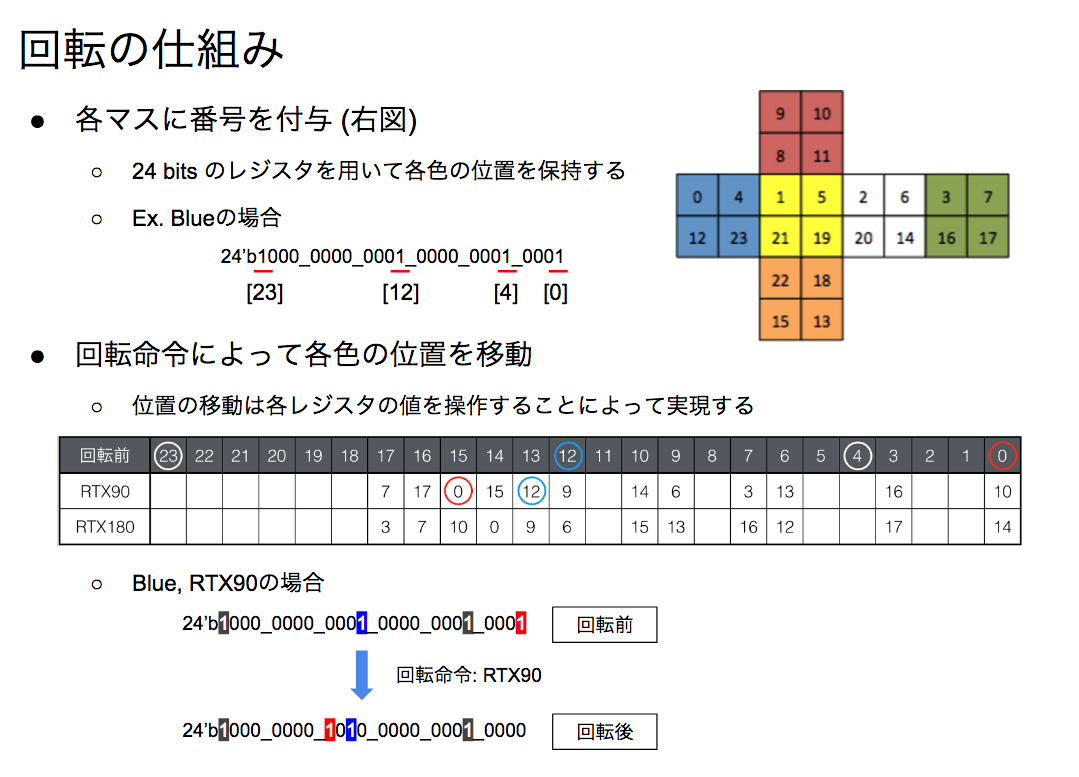 回転の仕組み
● 各マスに番号を付与 (右図)
○ 24 bits のレジスタを用いて各色の位置を保持する
○ Ex. Blueの場合
24'b1000_0000_0001_0000_0001_0001
[23] [12] [4] [0]
9 10
8 11
0 4 1 5 2 6 3 7
12 23 21 19 20 14 16 17
22 18
15 13
● 回転命令によって各色の位置を移動
○ 位置の移動は各レジスタの値を操作することによって実現する
回転前 23 22 21 20 19 18 17 16 15 14 13 12 11 10 9 8 7 6 5 4 3 2 1 0
RTX90 7 17 0 15 12 9 14 6 3 13 16 10
RTX180 3 7 10 0 9 6 15 13 16 12 17 14
○ Blue, RTX90の場合
24'b1000_0000_0001_0000_0001_0001 回転前
回転命令: RTX90
24'b1000_0000_1010_0000_0001_0000 回転後